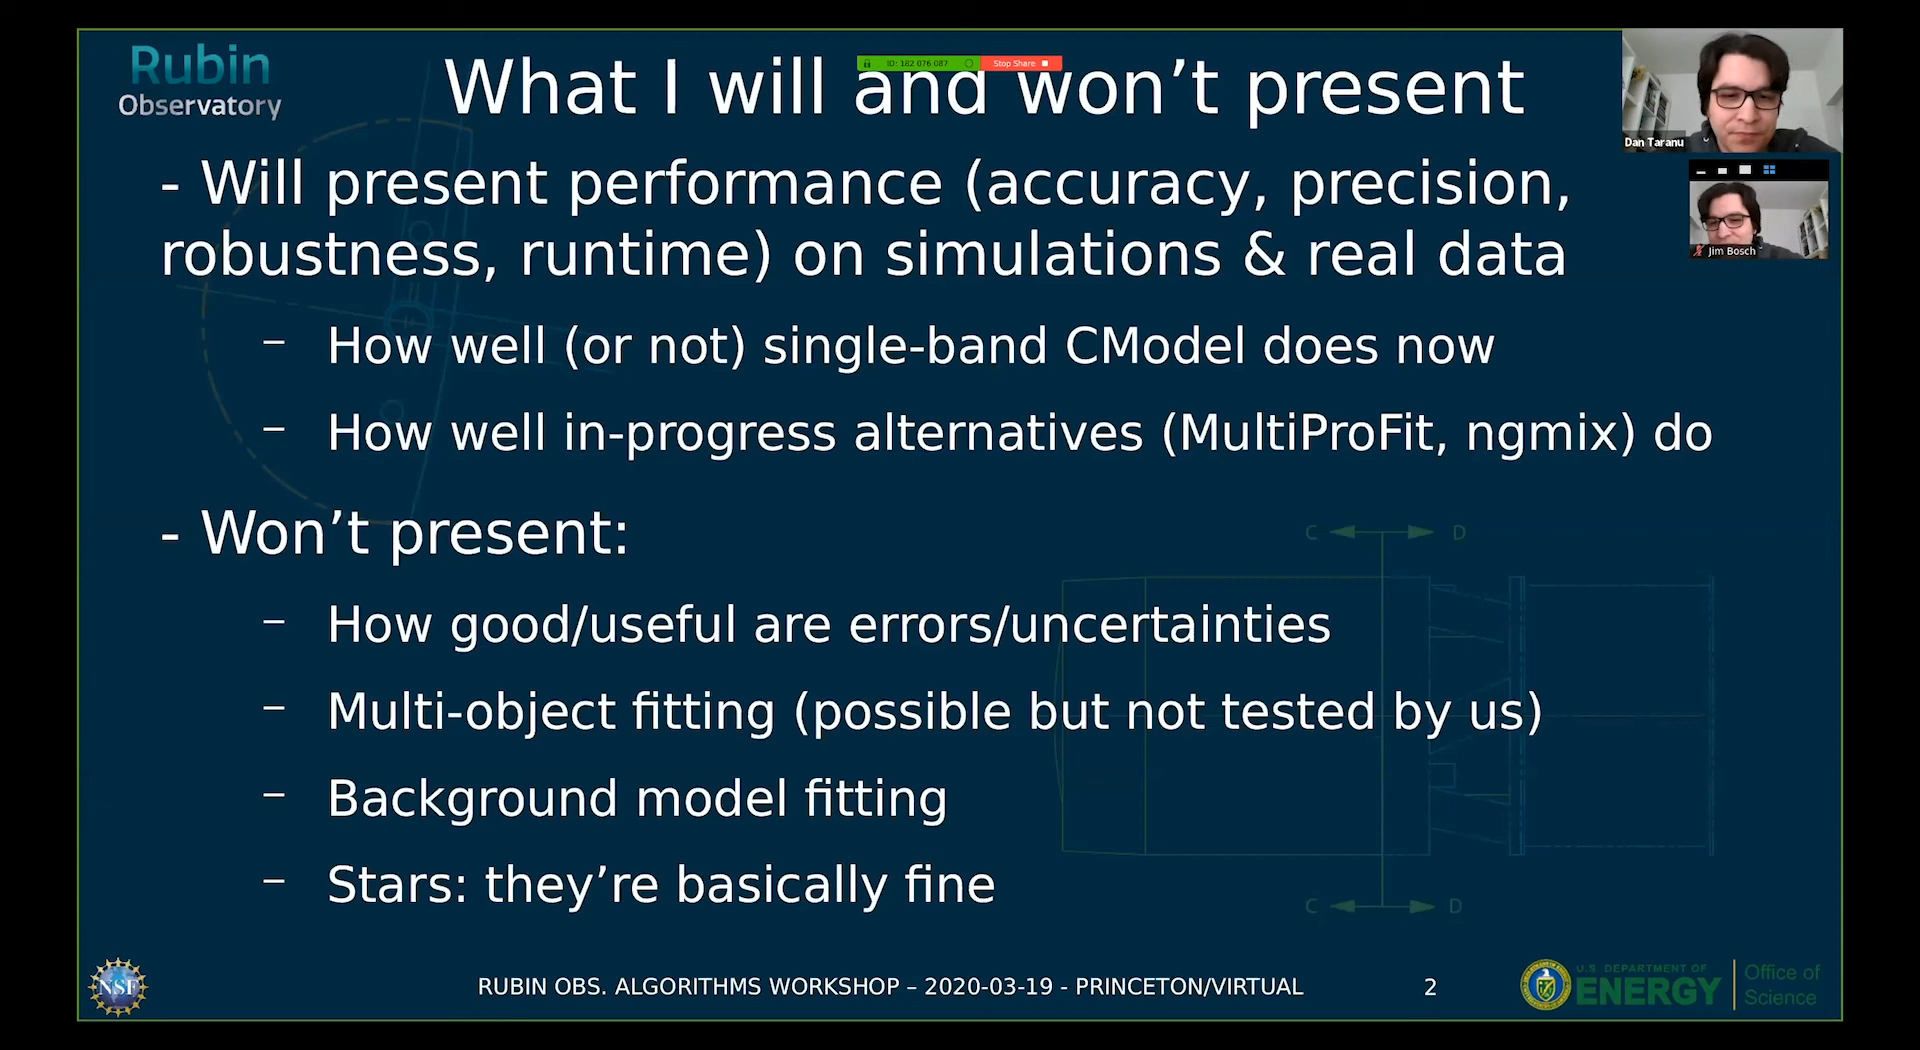 Rubin
Observatory
What I will and won’t present
ID: 182 076 087
Stop Share
Dan Taranu
Jim Bosch
- Will present performance (accuracy, precision,
robustness, runtime) on simulations & real data
– How well (or not) single-band CModel does now
– How well in-progress alternatives (MultiProFit, ngmix) do
- Won’t present:
– How good/useful are errors/uncertainties
– Multi-object fitting (possible but not tested by us)
– Background model fitting
– Stars: they’re basically fine
C D
C D
NSF
RUBIN OBS. ALGORITHMS WORKSHOP – 2020-03-19 - PRINCETON/VIRTUAL
2
U.S. DEPARTMENT OF
ENERGY
Office of
Science